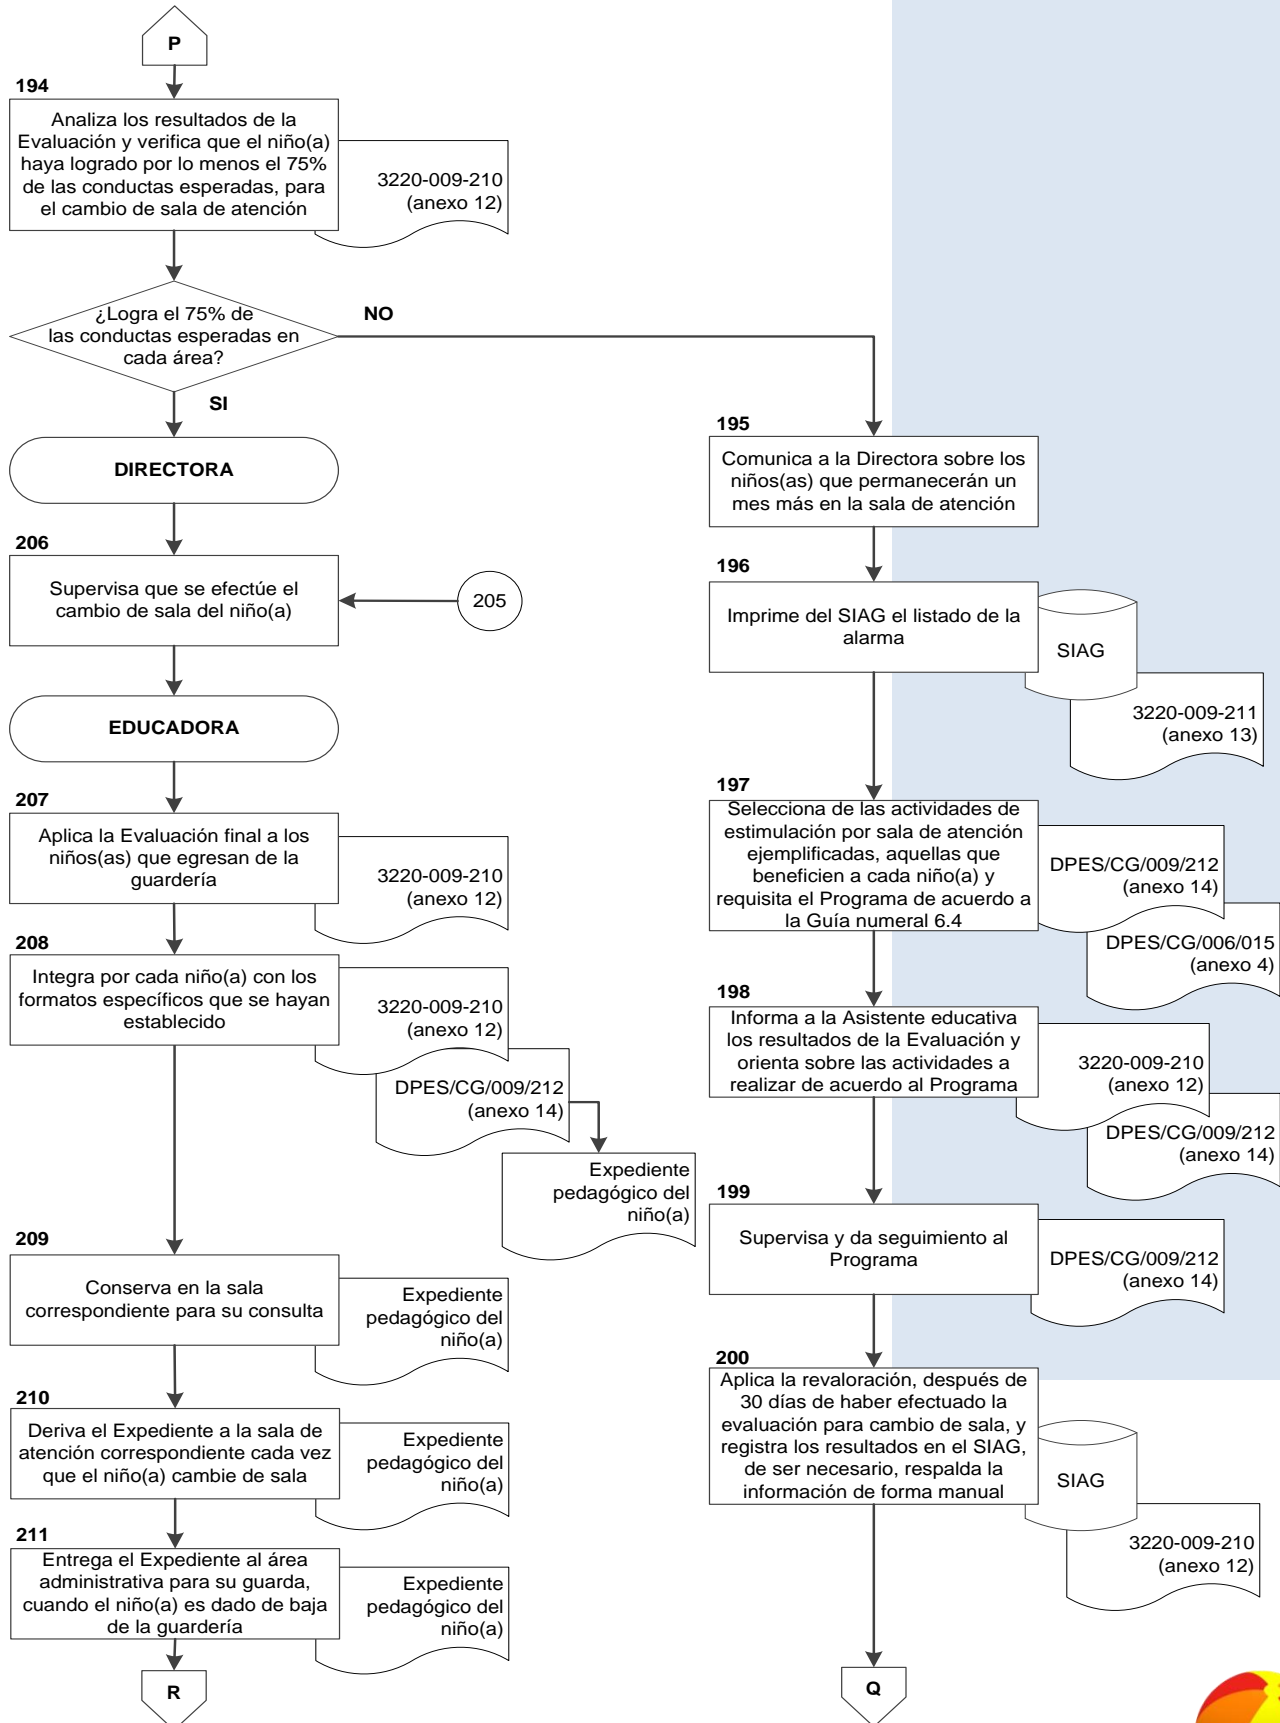 P
194
Analiza los resultados de la
Evaluación y verifica que el niño(a)
haya logrado por lo menos el 75%
de las conductas esperadas, para
el cambio de sala de atención
3220-009-210
(anexo 12)
¿Logra el 75% de
las conductas esperadas en
cada área?
NO
SI
DIRECTORA
206
Supervisa que se efectúe el
cambio de sala del niño(a)
205
EDUCADORA
207
Aplica la Evaluación final a los
niños(as) que egresan de la
guardería
3220-009-210
(anexo 12)
208
Integra por cada niño(a) con los
formatos específicos que se hayan
establecido
3220-009-210
(anexo 12)
DPES/CG/009/212
(anexo 14)
Expediente
pedagógico del
niño(a)
209
Conserva en la sala
correspondiente para su consulta
Expediente
pedagógico del
niño(a)
210
Deriva el Expediente a la sala de
atención correspondiente cada vez
que el niño(a) cambie de sala
Expediente
pedagógico del
niño(a)
211
Entrega el Expediente al área
administrativa para su guarda,
cuando el niño(a) es dado de baja
de la guardería
Expediente
pedagógico del
niño(a)
R
195
Comunica a la Directora sobre los
niños(as) que permanecerán un
mes más en la sala de atención
196
Imprime del SIAG el listado de la
alarma
SIAG
3220-009-211
(anexo 13)
197
Selecciona de las actividades de
estimulación por sala de atención
ejemplificadas, aquellas que
beneficien a cada niño(a) y
requisita el Programa de acuerdo a
la Guía numeral 6.4
DPES/CG/009/212
(anexo 14)
DPES/CG/006/015
(anexo 4)
198
Informa a la Asistente educativa
los resultados de la Evaluación y
orienta sobre las actividades a
realizar de acuerdo al Programa
3220-009-210
(anexo 12)
DPES/CG/009/212
(anexo 14)
199
Supervisa y da seguimiento al
Programa
DPES/CG/009/212
(anexo 14)
200
Aplica la revaloración, después de
30 días de haber efectuado la
evaluación para cambio de sala, y
registra los resultados en el SIAG,
de ser necesario, respalda la
información de forma manual
SIAG
3220-009-210
(anexo 12)
Q